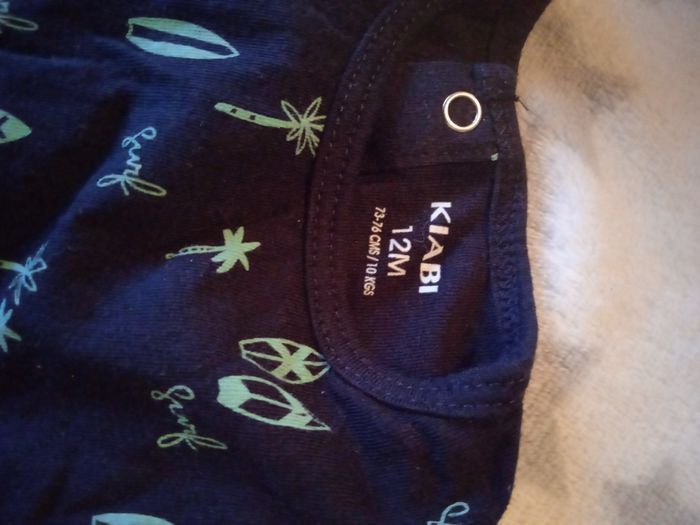 KIABI
12M
73-76 CMS / 10 KGS
Surf
Surf